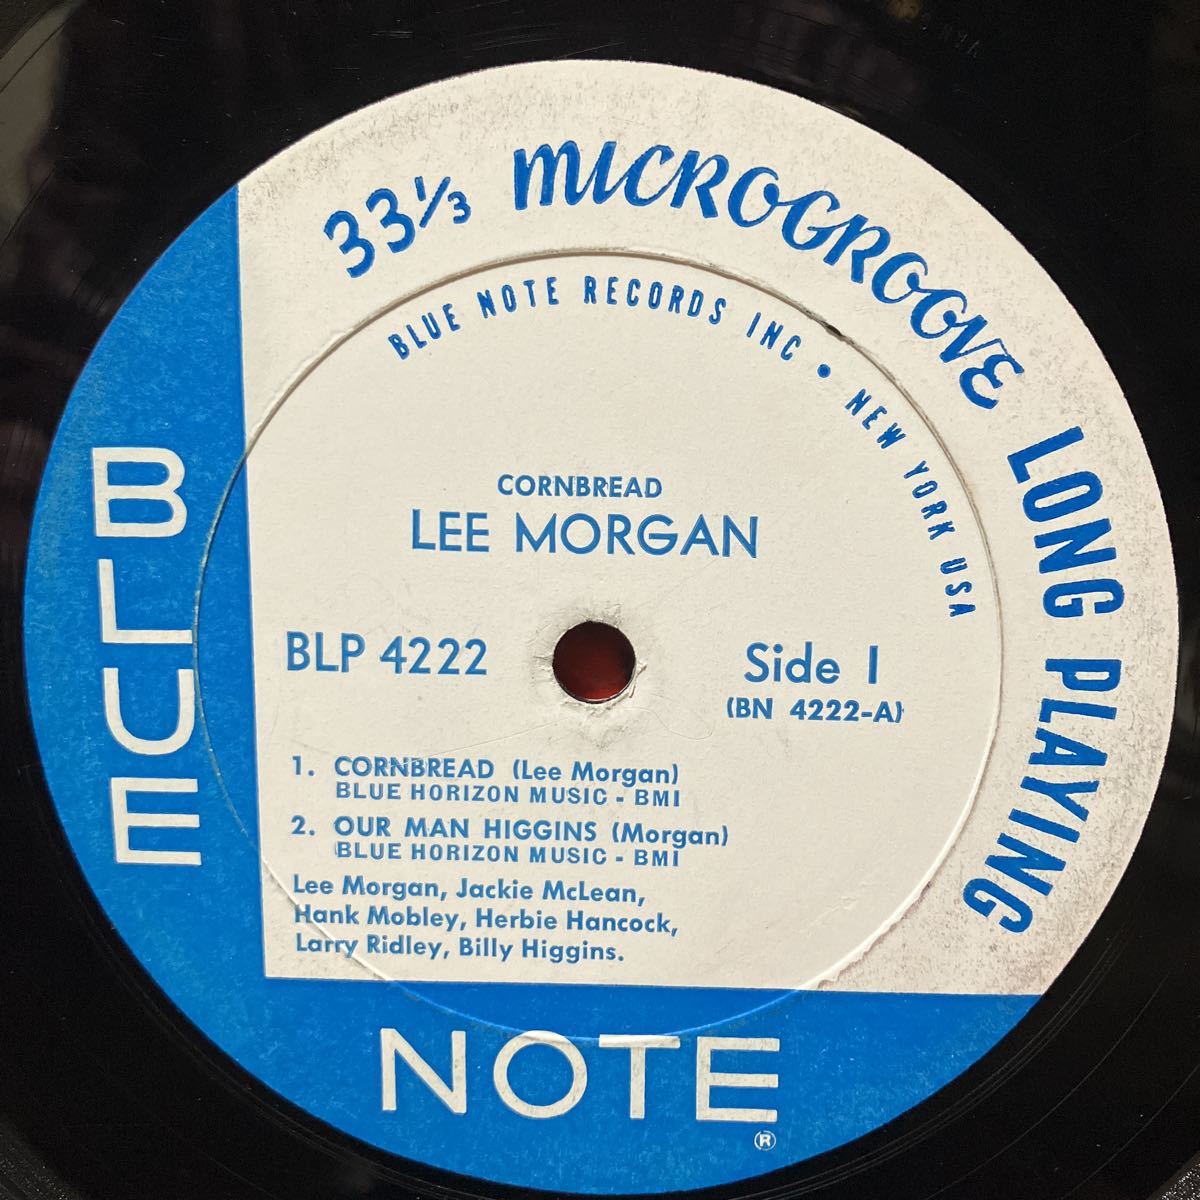 33⅓ MICROGROOVE LONG PLAYING
BLUE NOTE RECORDS INC • NEW YORK USA
CORNBREAD
LEE MORGAN
BLP 4222
Side 1
(BN 4222-A)
1. CORNBREAD (Lee Morgan)
BLUE HORIZON MUSIC - BMI
2. OUR MAN HIGGINS (Morgan)
BLUE HORIZON MUSIC - BMI
Lee Morgan, Jackie McLean,
Hank Mobley, Herbie Hancock,
Larry Ridley, Billy Higgins.
BLUE
NOTE
®